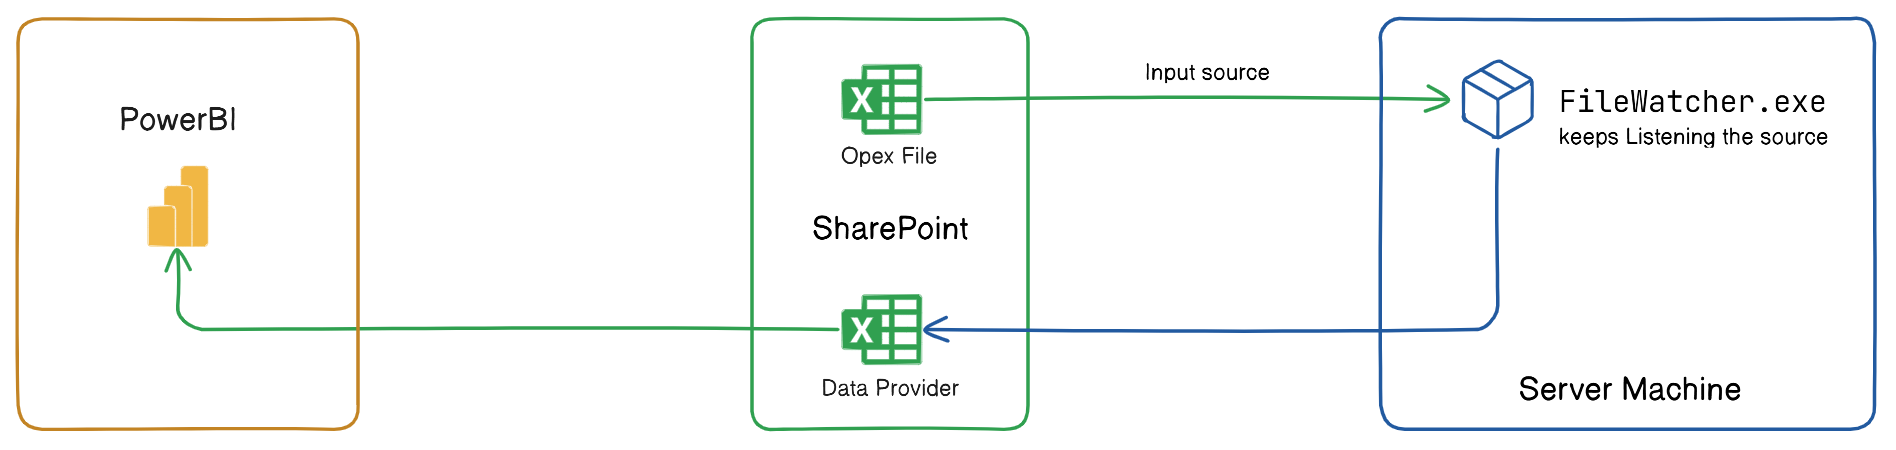 PowerBI
X
Opex File
SharePoint
X
Data Provider
Input source
FileWatcher.exe
keeps Listening the source
Server Machine